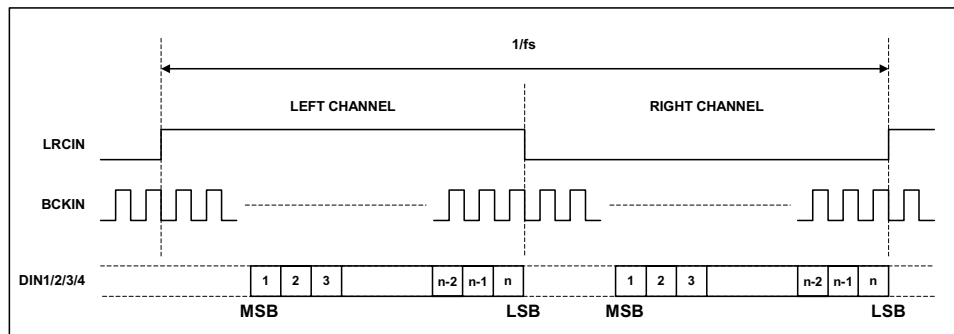 1/fs
LEFT CHANNEL RIGHT CHANNEL
LRCIN
BCKIN
DIN1/2/3/4 1 2 3 n-2 n-1 n 1 2 3 n-2 n-1 n
MSB LSB MSB LSB